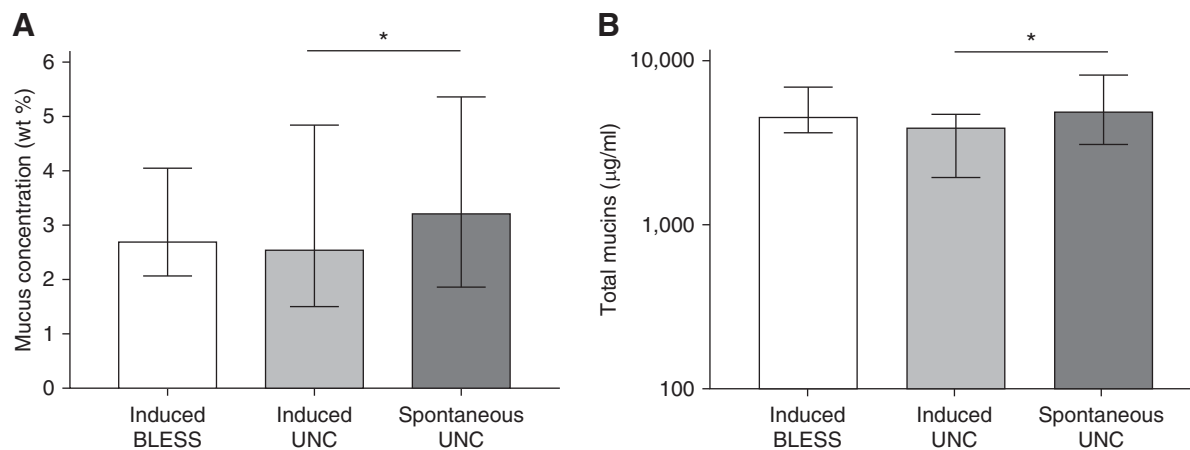 A
*
Mucus concentration (wt %)
6
5
4
3
2
1
0
Induced
BLESS
Induced
UNC
Spontaneous
UNC
B
*
Total mucins (µg/ml)
10,000
1,000
100
Induced
BLESS
Induced
UNC
Spontaneous
UNC